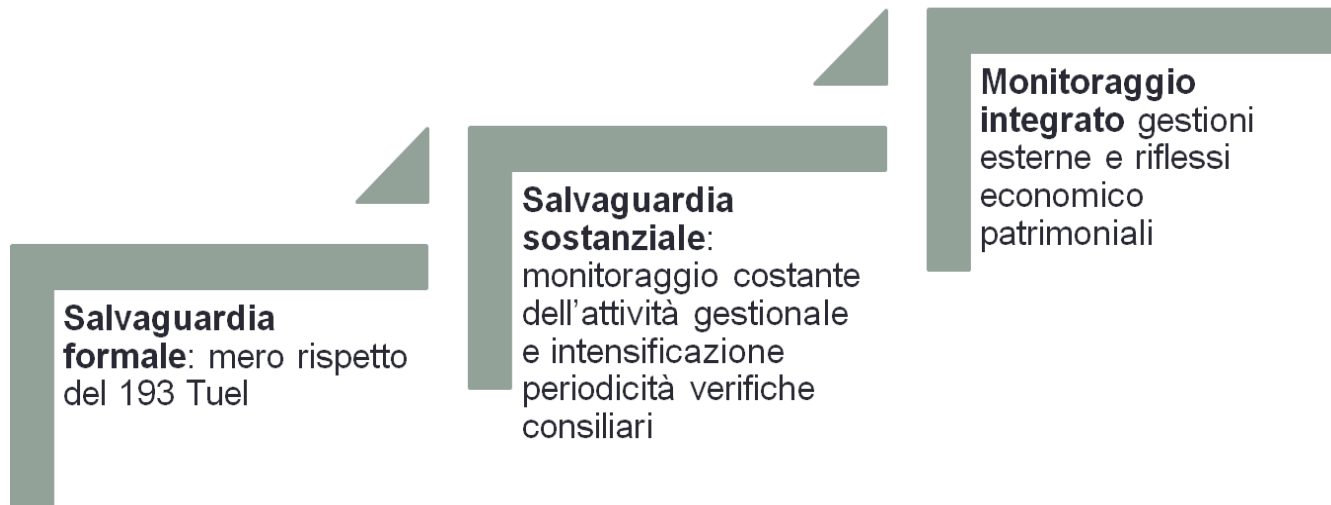 Salvaguardia
formale: mero rispetto
del 193 Tuel
Salvaguardia
sostanziale:
monitoraggio costante
dell'attività gestionale
e intensificazione
periodicità verifiche
consiliari
Monitoraggio
integrato gestioni
esterne e riflessi
economico
patrimoniali